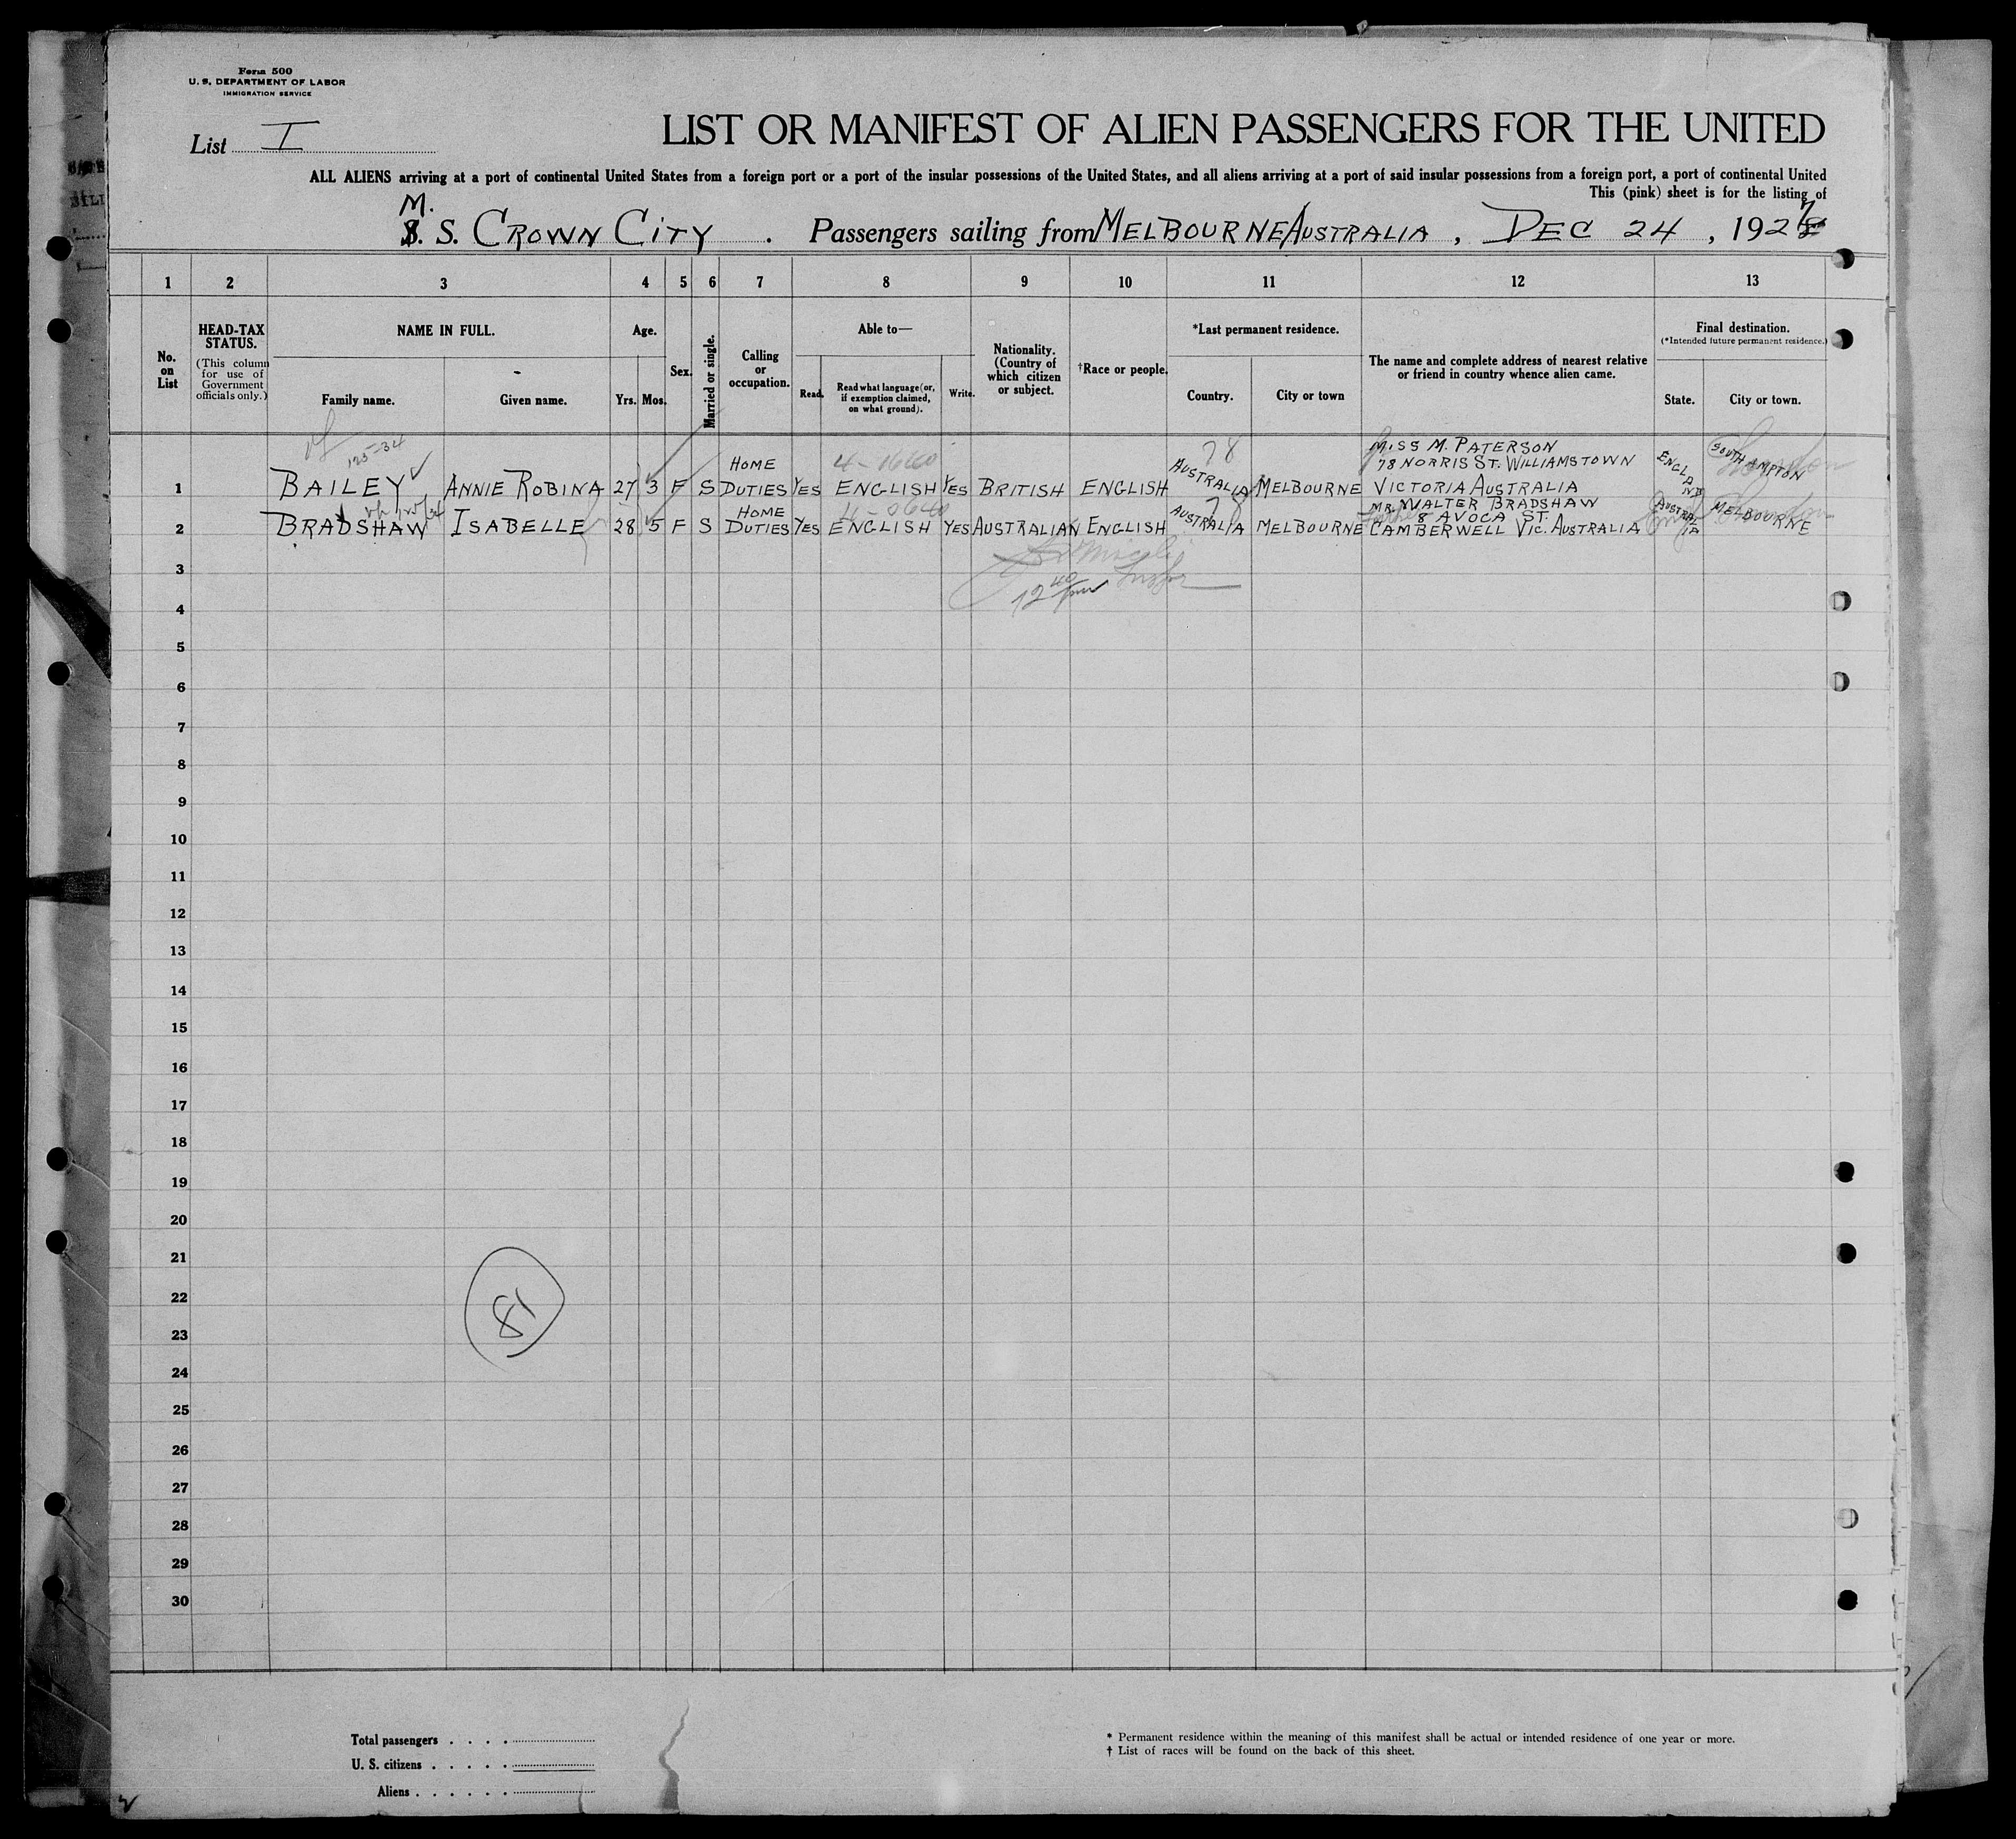 Form 500
U. S. DEPARTMENT OF LABOR
IMMIGRATION SERVICE
List I
LIST OR MANIFEST OF ALIEN PASSENGERS FOR THE UNITED
ALL ALIENS arriving at a port of continental United States from a foreign port or a port of the insular possessions of the United States, and all aliens arriving at a port of said insular possessions from a foreign port, a port of continental United
This (pink) sheet is for the listing of
M.
S. S. CROWN CITY . Passengers sailing from MELBOURNE AUSTRALIA , DEC 24 , 192
1 2 3 4 5 6 7 8 9 10 11 12 13
No. on List
HEAD-TAX STATUS.
(This column for use of Government officials only.)
NAME IN FULL.
Family name. Given name.
Age.
Yrs. Mos.
Sex.
Married or single.
Calling or occupation.
Able to—
Read. Read what language (or, if exemption claimed, on what ground). Write.
Nationality. (Country of which citizen or subject.
†Race or people.
*Last permanent residence.
Country. City or town
The name and complete address of nearest relative or friend in country whence alien came.
Final destination.
(*Intended future permanent residence.)
State. City or town.
125-34
1 BAILEY ANNIE ROBINA 27 3 F S HOME DUTIES YES ENGLISH YES BRITISH ENGLISH AUSTRALIA MELBOURNE MISS M. PATERSON 78 NORRIS ST. WILLIAMSTOWN VICTORIA AUSTRALIA ENGLAND SOUTHAMPTON
2 BRADSHAW ISABELLE 28 5 F S HOME DUTIES YES ENGLISH YES AUSTRALIAN ENGLISH AUSTRALIA MELBOURNE MR. WALTER BRADSHAW 8 AVOCA ST. CAMBERWELL VIC. AUSTRALIA AUSTRALIA MELBOURNE
3
4
5
6
7
8
9
10
11
12
13
14
15
16
17
18
19
20
21
22
23
24
25
26
27
28
29
30
81
Total passengers
U. S. citizens
Aliens
* Permanent residence within the meaning of this manifest shall be actual or intended residence of one year or more.
† List of races will be found on the back of this sheet.